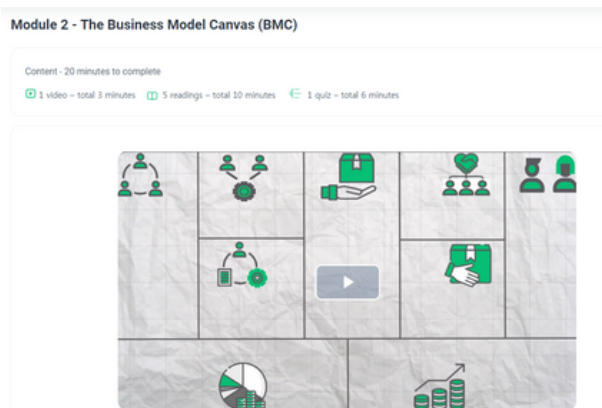 Module 2 - The Business Model Canvas (BMC)
Content - 20 minutes to complete
1 video – total 3 minutes 5 readings – total 10 minutes 1 quiz – total 6 minutes